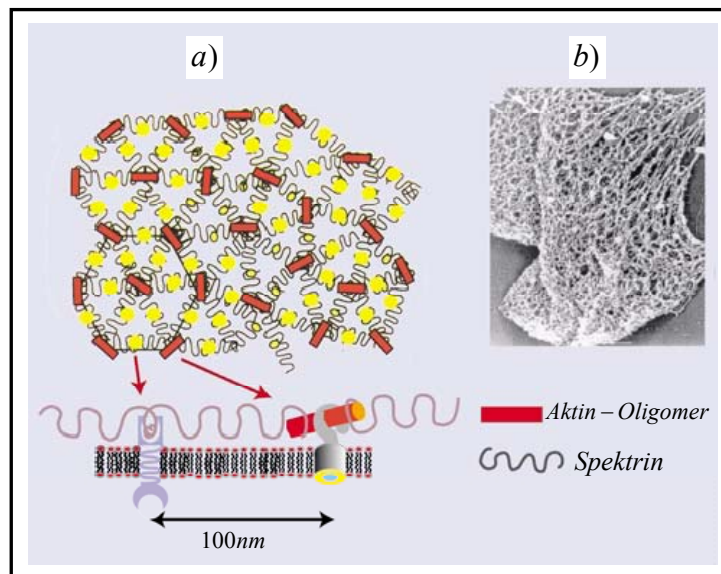 a)
b)
Aktin – Oligomer
Spektrin
100nm